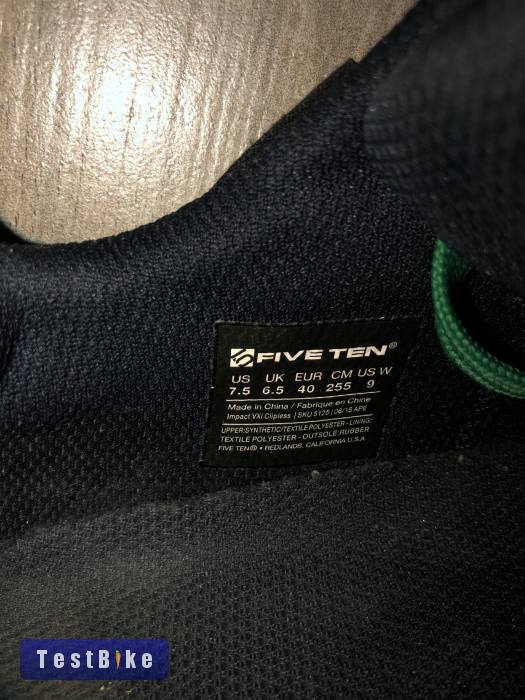 FIVE TEN®
US UK EUR CM US W
7.5 6.5 40 255 9
Made in China / Fabriqué en Chine
Impact VXI Clipless | SKU 5125 | 06/15 APE
UPPER:SYNTHETIC/TEXTILE POLYESTER - LINING:
TEXTILE POLYESTER - OUTSOLE:RUBBER
FIVE TEN® • REDLANDS, CALIFORNIA U.S.A.
TestBike